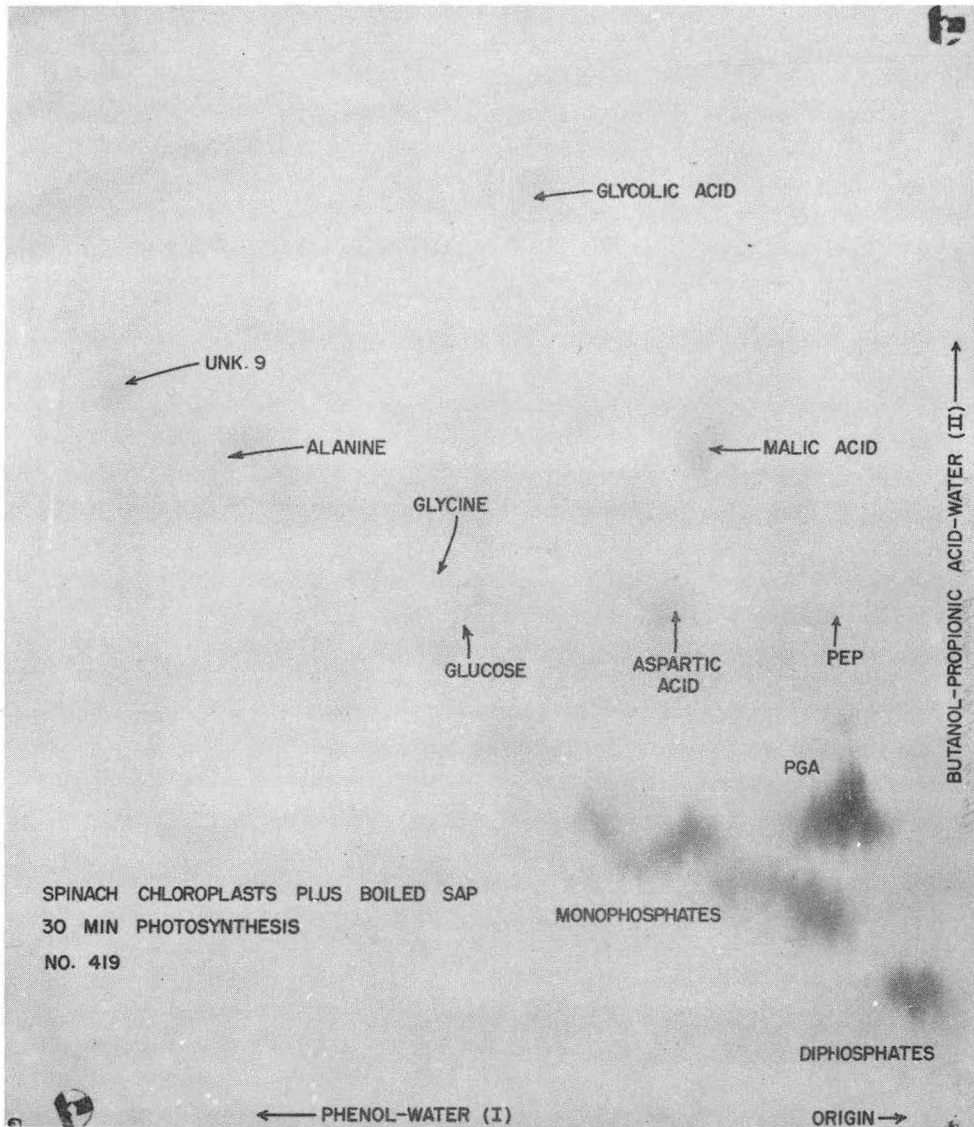 GLYCOLIC ACID
UNK. 9
ALANINE
MALIC ACID
GLYCINE
GLUCOSE
ASPARTIC
ACID
PEP
BUTANOL-PROPIONIC ACID-WATER (II)
PGA
SPINACH CHLOROPLASTS PLUS BOILED SAP
30 MIN PHOTOSYNTHESIS
NO. 419
MONOPHOSPHATES
DIPHOSPHATES
PHENOL-WATER (I)
ORIGIN